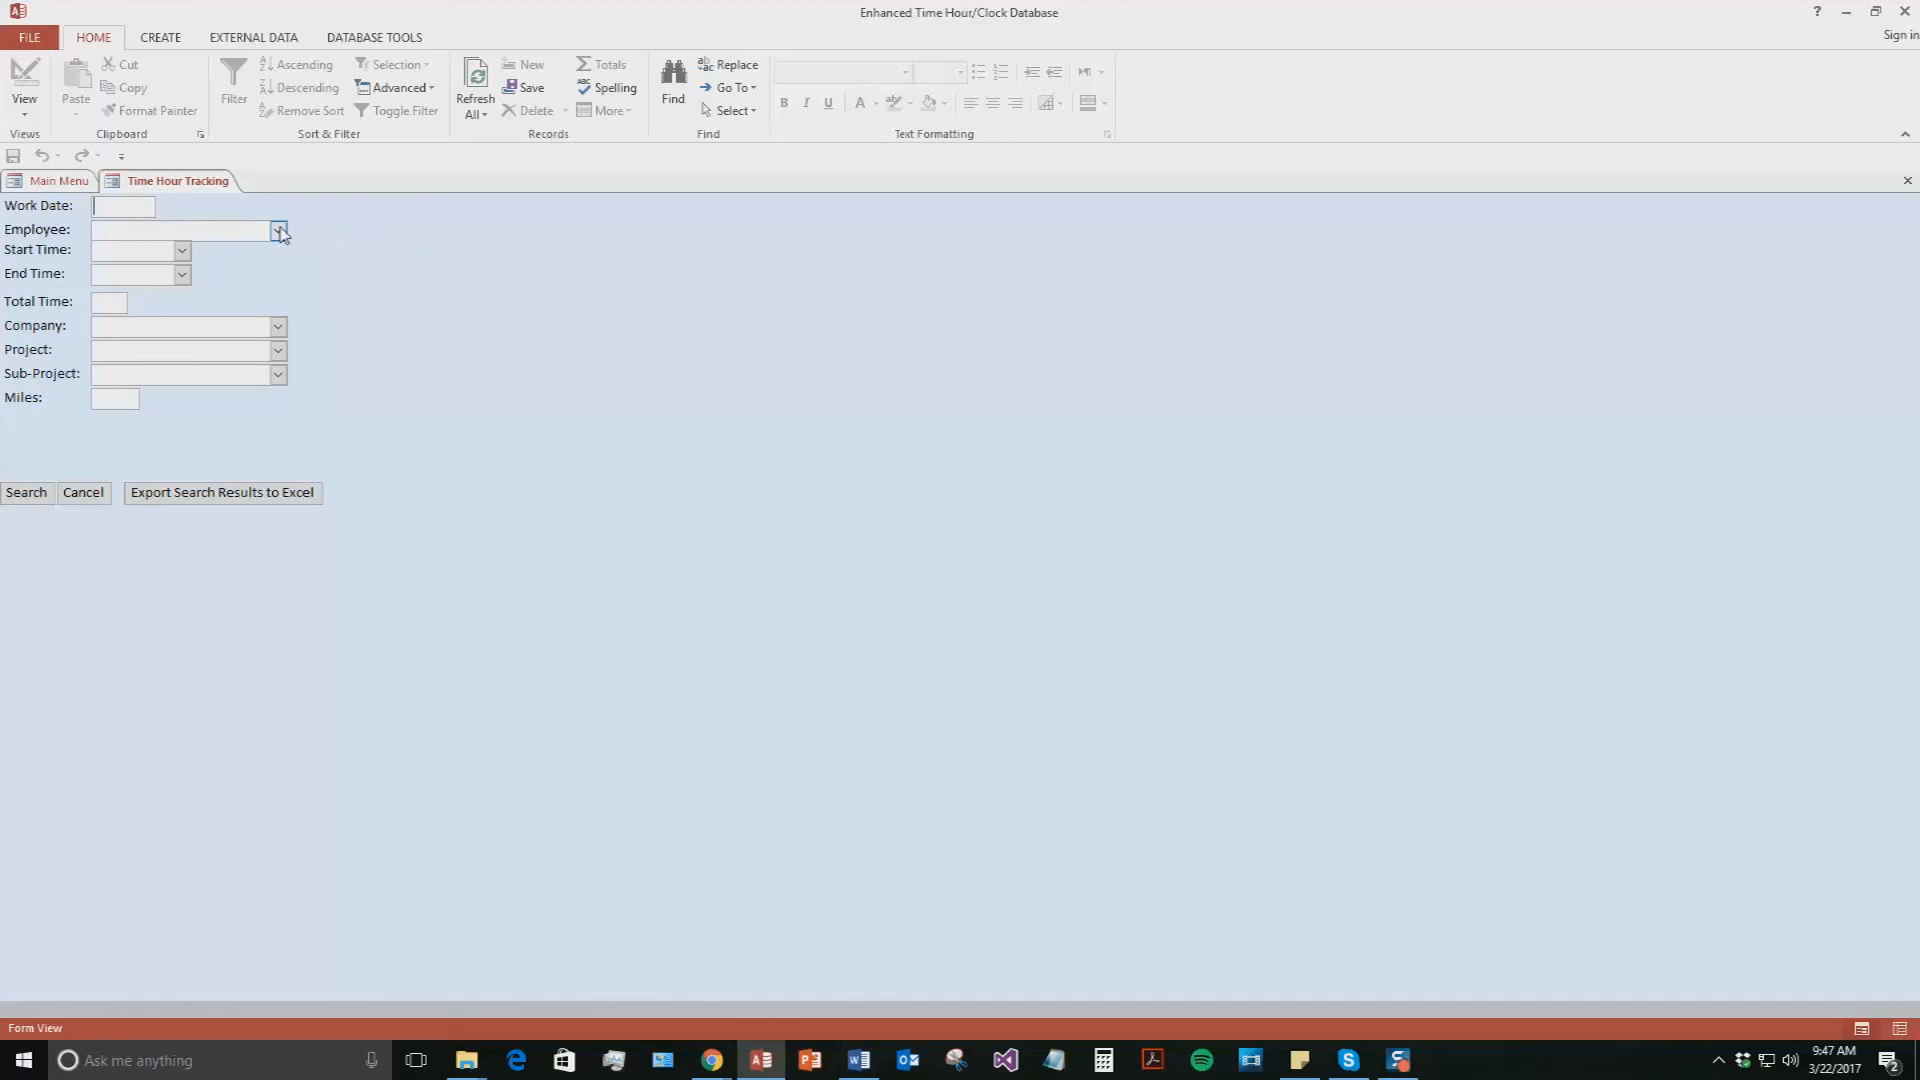 Enhanced Time Hour/Clock Database
?
Sign in
FILE HOME CREATE EXTERNAL DATA DATABASE TOOLS
View
Views
Paste
Cut
Copy
Format Painter
Clipboard
Filter
Ascending
Descending
Remove Sort
Selection
Advanced
Toggle Filter
Sort & Filter
Refresh
All
New
Save
Delete
Totals
Spelling
More
Records
Find
Replace
Go To
Select
Find
B I U A
Text Formatting
Main Menu Time Hour Tracking
Work Date:
Employee:
Start Time:
End Time:
Total Time:
Company:
Project:
Sub-Project:
Miles:
Search Cancel Export Search Results to Excel
Form View
Ask me anything
9:47 AM
3/22/2017
2